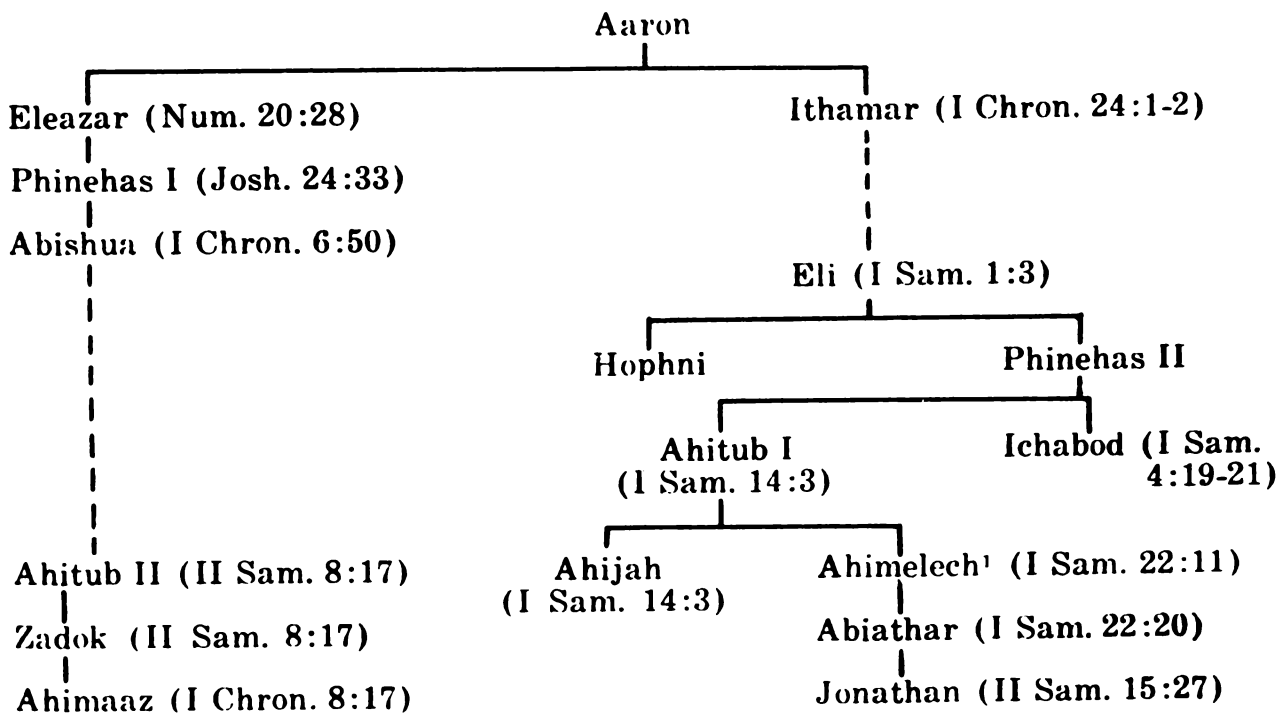 Aaron
Eleazar (Num. 20:28)
Ithamar (I Chron. 24:1-2)
Phinehas I (Josh. 24:33)
Abishua (I Chron. 6:50)
Eli (I Sam. 1:3)
Hophni
Phinehas II
Ahitub I
(I Sam. 14:3)
Ichabod (I Sam.
4:19-21)
Ahitub II (II Sam. 8:17)
Ahijah
(I Sam. 14:3)
Ahimelech¹ (I Sam. 22:11)
Zadok (II Sam. 8:17)
Abiathar (I Sam. 22:20)
Ahimaaz (I Chron. 8:17)
Jonathan (II Sam. 15:27)